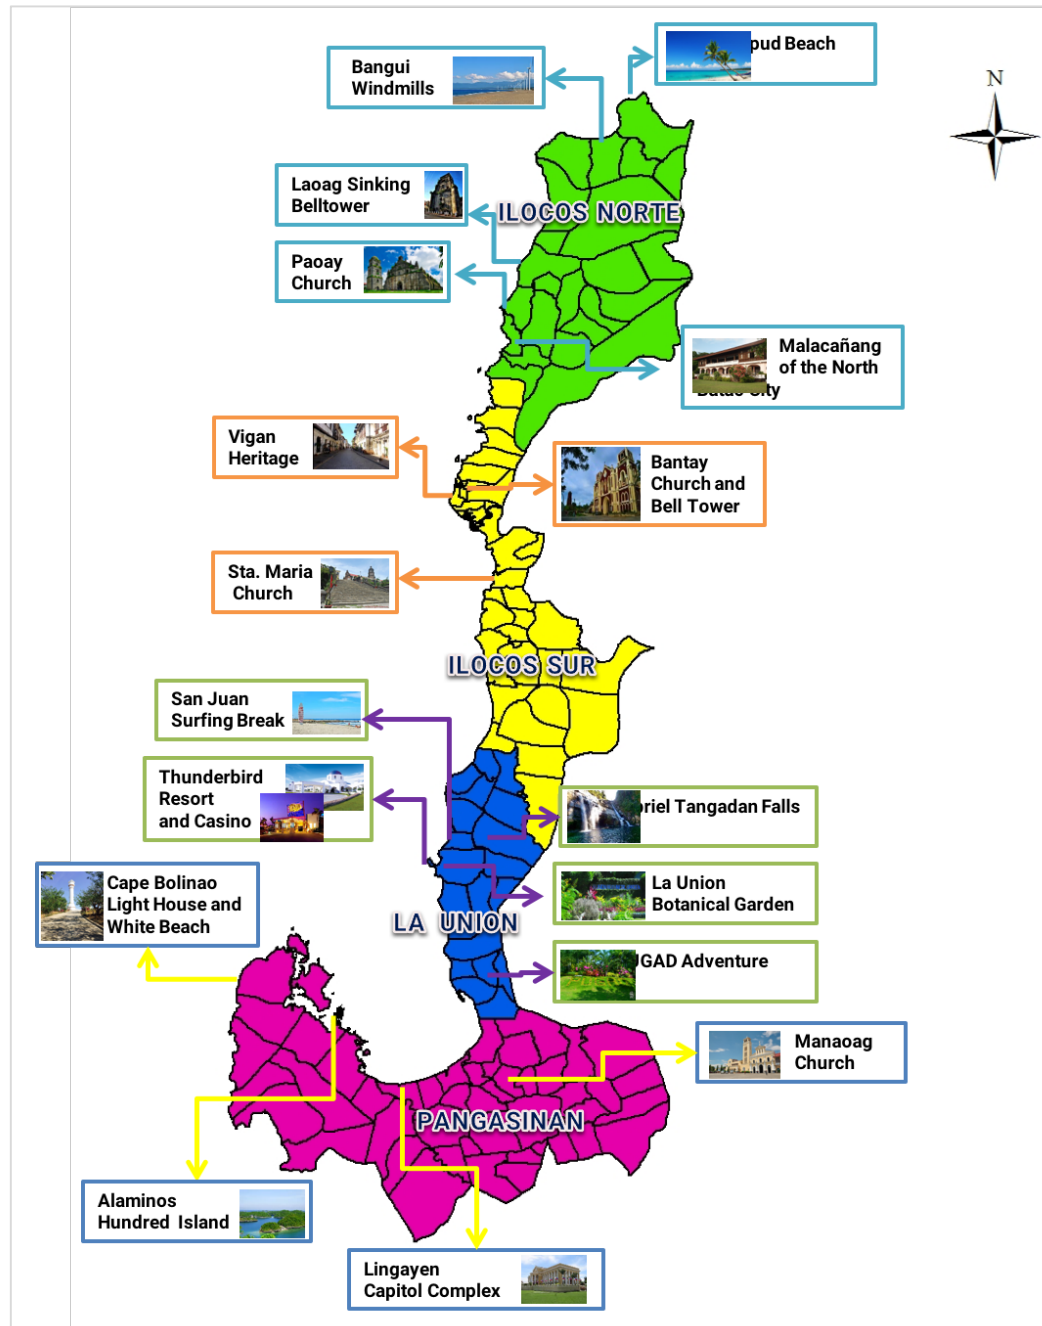 pud Beach
Bangui
Windmills
N
Laoag Sinking
Belltower
ILOCOS NORTE
Paoay
Church
Malacañang
of the North
City
Vigan
Heritage
Bantay
Church and
Bell Tower
Sta. Maria
Church
ILOCOS SUR
San Juan
Surfing Break
Thunderbird
Resort
and Casino
riel Tangadan Falls
Cape Bolinao
Light House and
White Beach
La Union
Botanical Garden
LA UNION
GAD Adventure
Manaoag
Church
PANGASINAN
Alaminos
Hundred Island
Lingayen
Capitol Complex